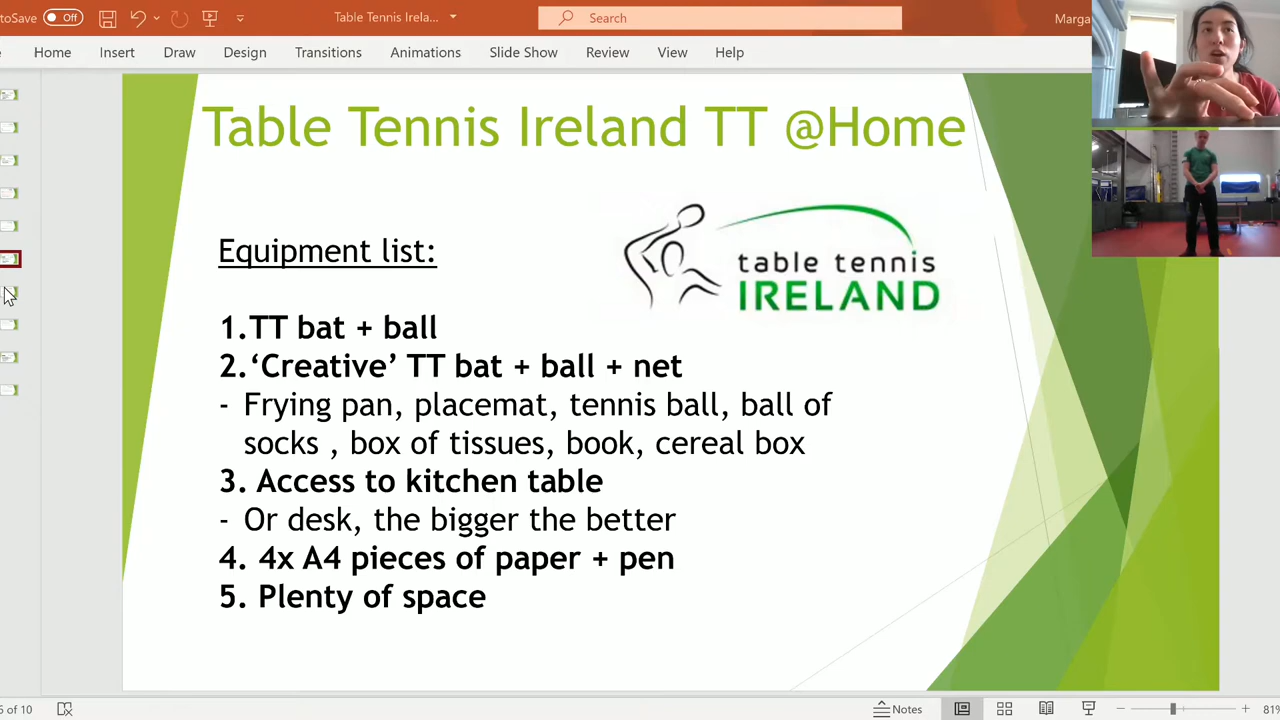 toSave
Off
Table Tennis Irela...
Search
Marga
Home
Insert
Draw
Design
Transitions
Animations
Slide Show
Review
View
Help
Table Tennis Ireland TT @Home
table tennis
IRELAND
Equipment list:
1.TT bat + ball
2.‘Creative’ TT bat + ball + net
- Frying pan, placemat, tennis ball, ball of
socks , box of tissues, book, cereal box
3. Access to kitchen table
- Or desk, the bigger the better
4. 4x A4 pieces of paper + pen
5. Plenty of space
of 10
Notes
81%